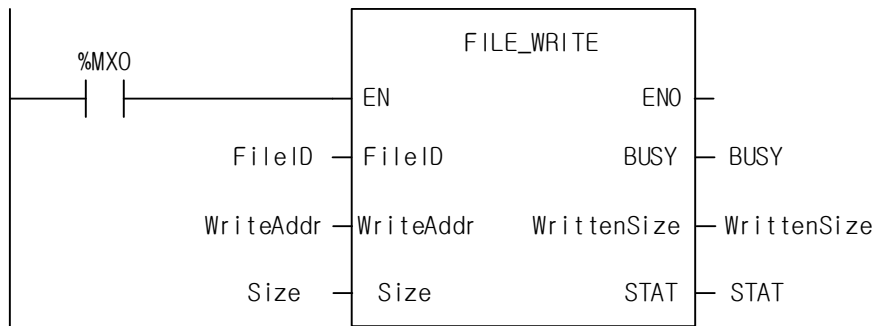 FILE_WRITE
%MX0
EN ENO
FileID FileID BUSY BUSY
WriteAddr WriteAddr WrittenSize WrittenSize
Size Size STAT STAT